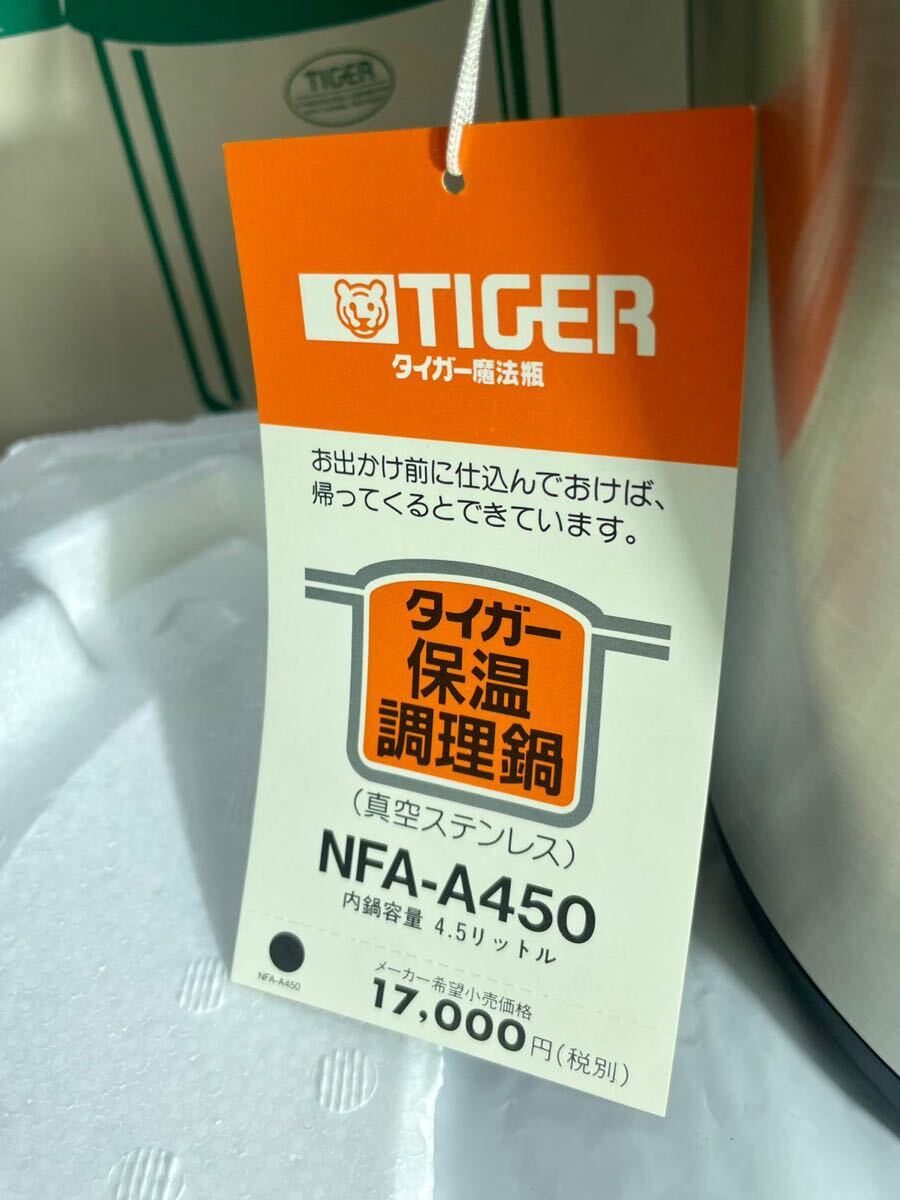 TIGER
TIGER
タイガー魔法瓶
お出かけ前に仕込んでおけば、
帰ってくるとできています。
タイガー
保温
調理鍋
(真空ステンレス)
NFA-A450
内鍋容量 4.5リットル
NFA-A450
メーカー希望小売価格
17,000円(税別)